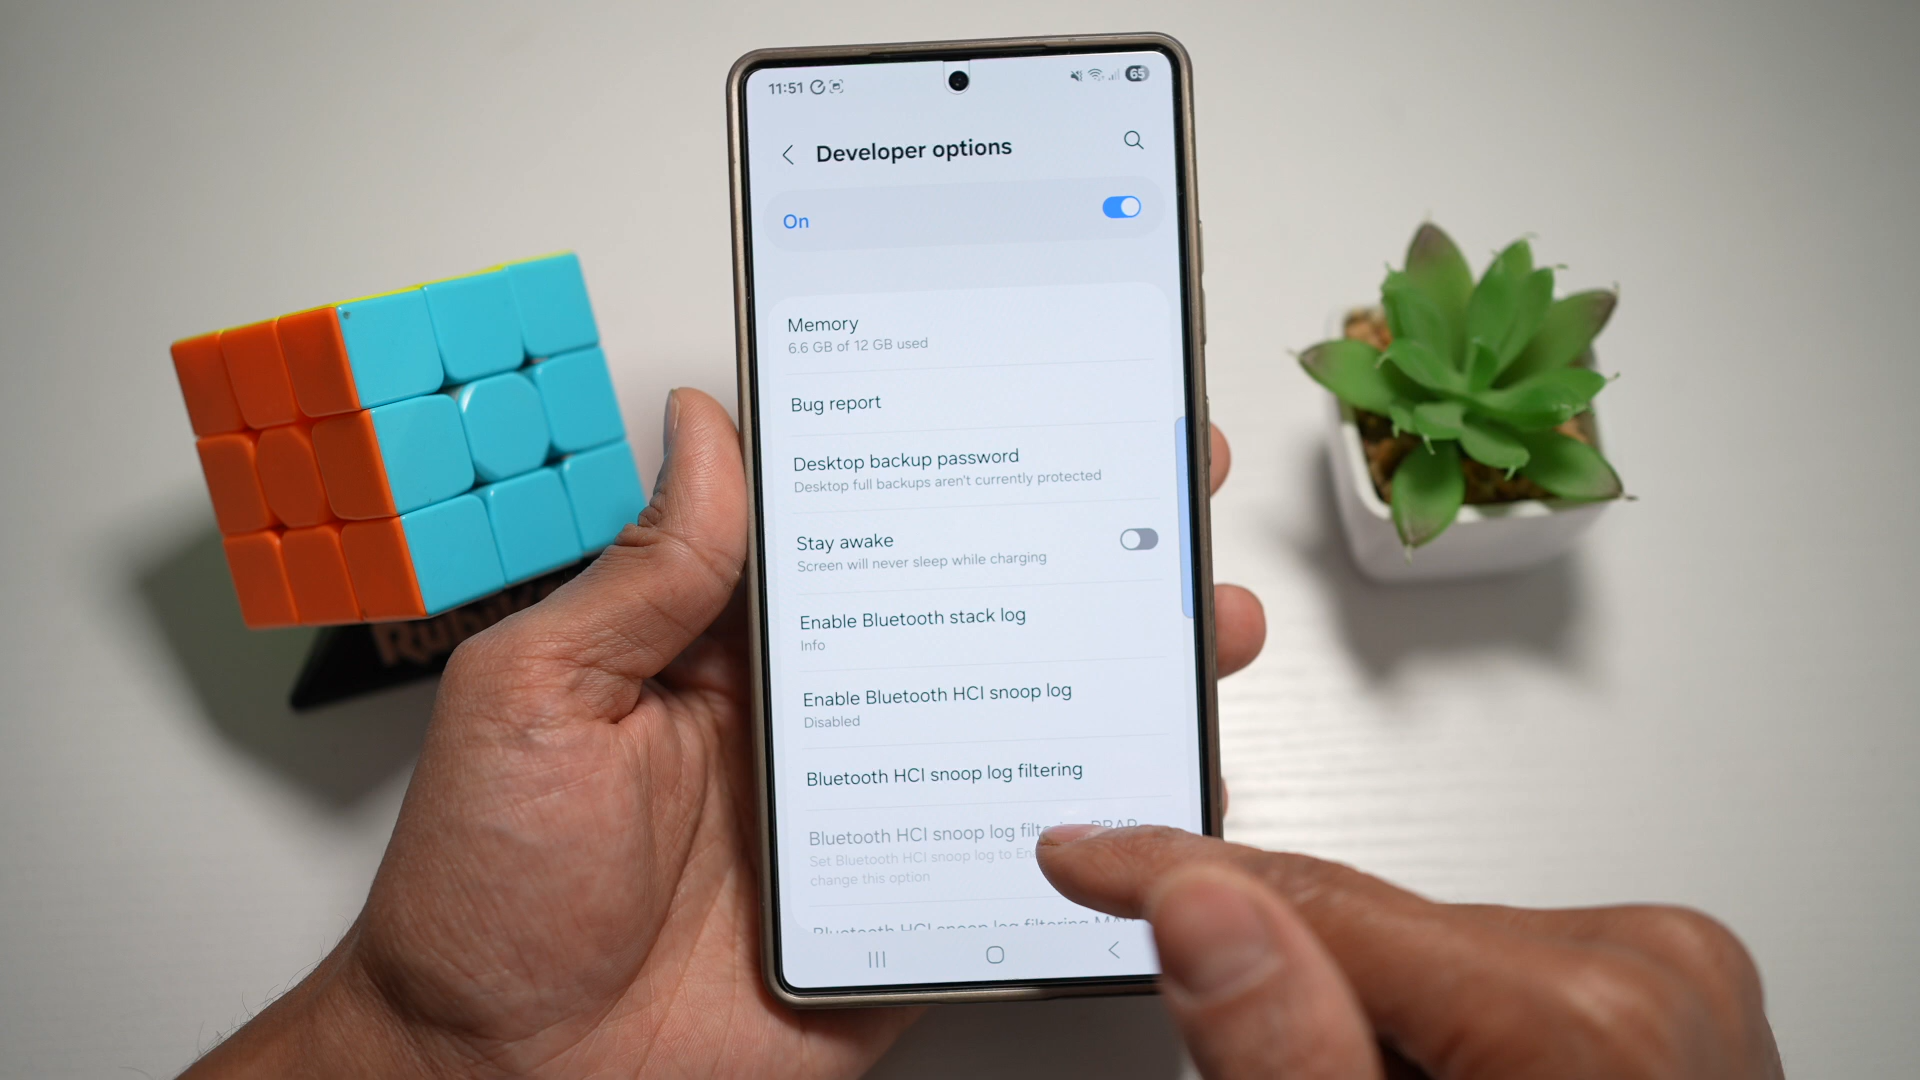 11:51
65
Developer options
On
Memory
6.6 GB of 12 GB used
Bug report
Desktop backup password
Desktop full backups aren't currently protected
Stay awake
Screen will never sleep while charging
Enable Bluetooth stack log
Info
Enable Bluetooth HCI snoop log
Disabled
Bluetooth HCI snoop log filtering
Bluetooth HCI snoop log filtering PBAP
Set Bluetooth HCI snoop log to
change this option
Bluetooth HCI snoop log filtering